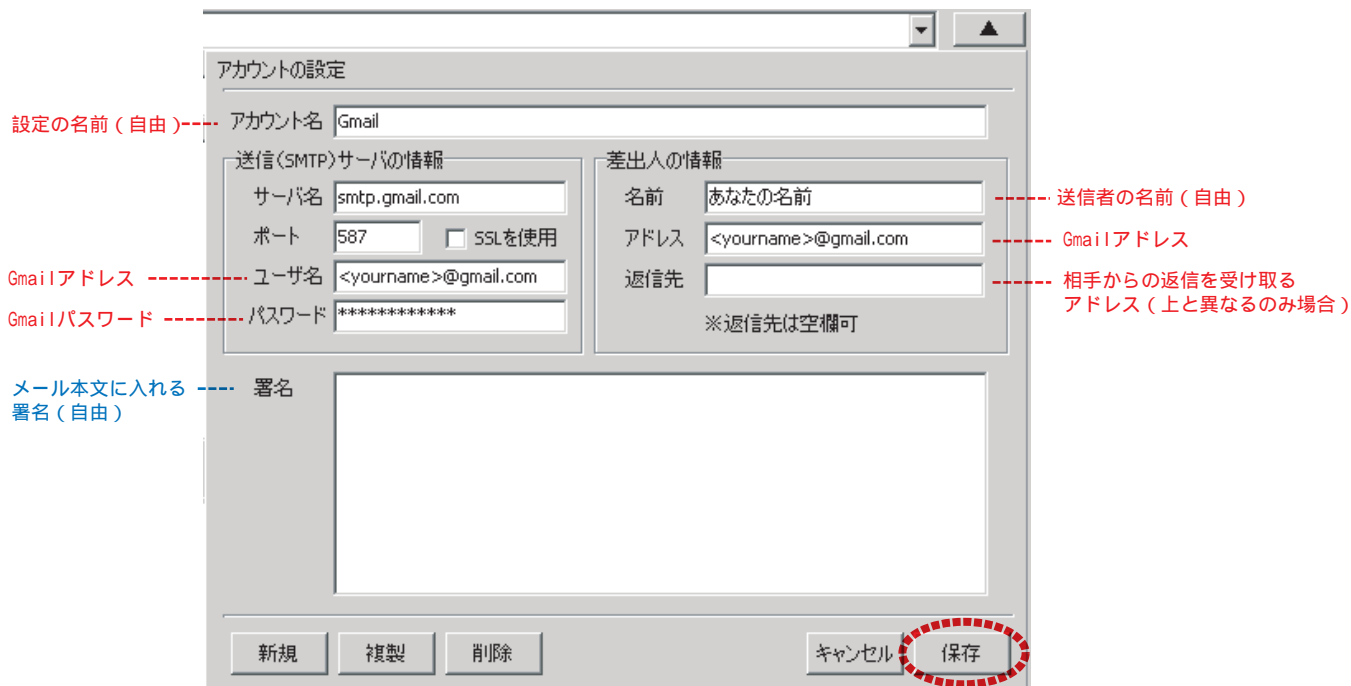 アカウントの設定
設定の名前(自由)
アカウント名 Gmail
送信(SMTP)サーバの情報
サーバ名 smtp.gmail.com
ポート 587 SSLを使用
Gmailアドレス
ユーザ名 <yourname>@gmail.com
Gmailパスワード
パスワード ************
差出人の情報
名前 あなたの名前
送信者の名前(自由)
アドレス <yourname>@gmail.com
Gmailアドレス
返信先
相手からの返信を受け取る
アドレス(上と異なるのみ場合)
※返信先は空欄可
メール本文に入れる
署名(自由)
署名
新規 複製 削除 キャンセル 保存